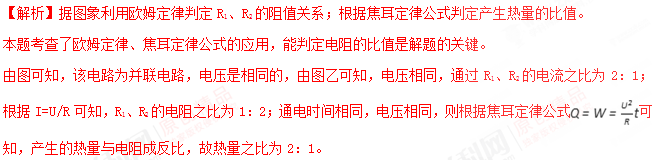 【解析】据图象利用欧姆定律判定 R₁、R₂的阻值关系；根据焦耳定律公式判定产生热量的比值。
本题考查了欧姆定律、焦耳定律公式的应用，能判定电阻的比值是解题的关键。
由图可知，该电路为并联电路，电压是相同的，由图乙可知，电压相同，通过 R₁、R₂的电流之比为 2：1；
根据 I=U/R 可知，R₁、R₂的电阻之比为 1：2；通电时间相同，电压相同，则根据焦耳定律公式Q = W = U²/R t可
知，产生的热量与电阻成反比，故热量之比为 2：1。